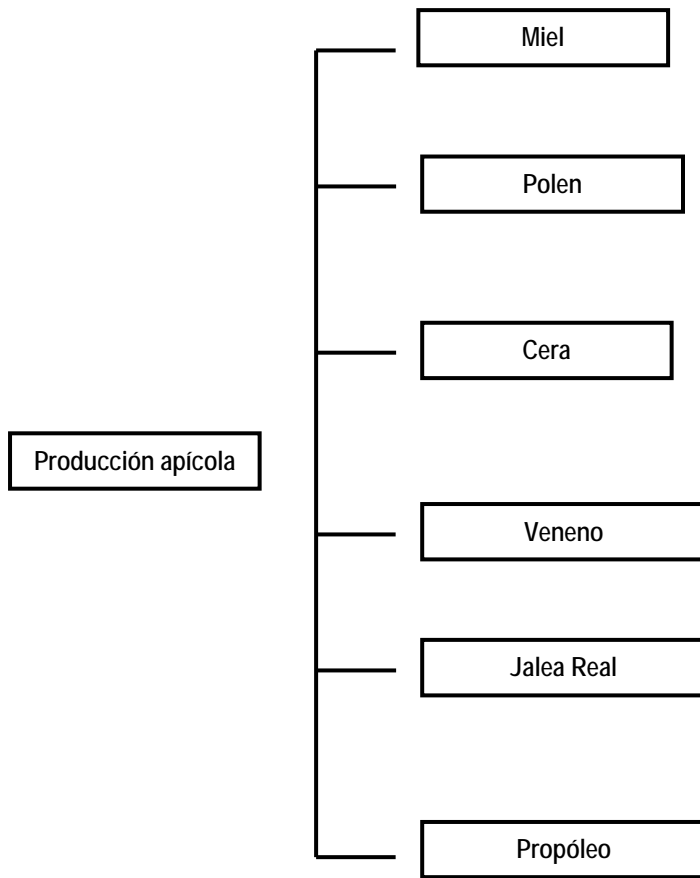 Miel
Polen
Cera
Producción apícola
Veneno
Jalea Real
Propóleo